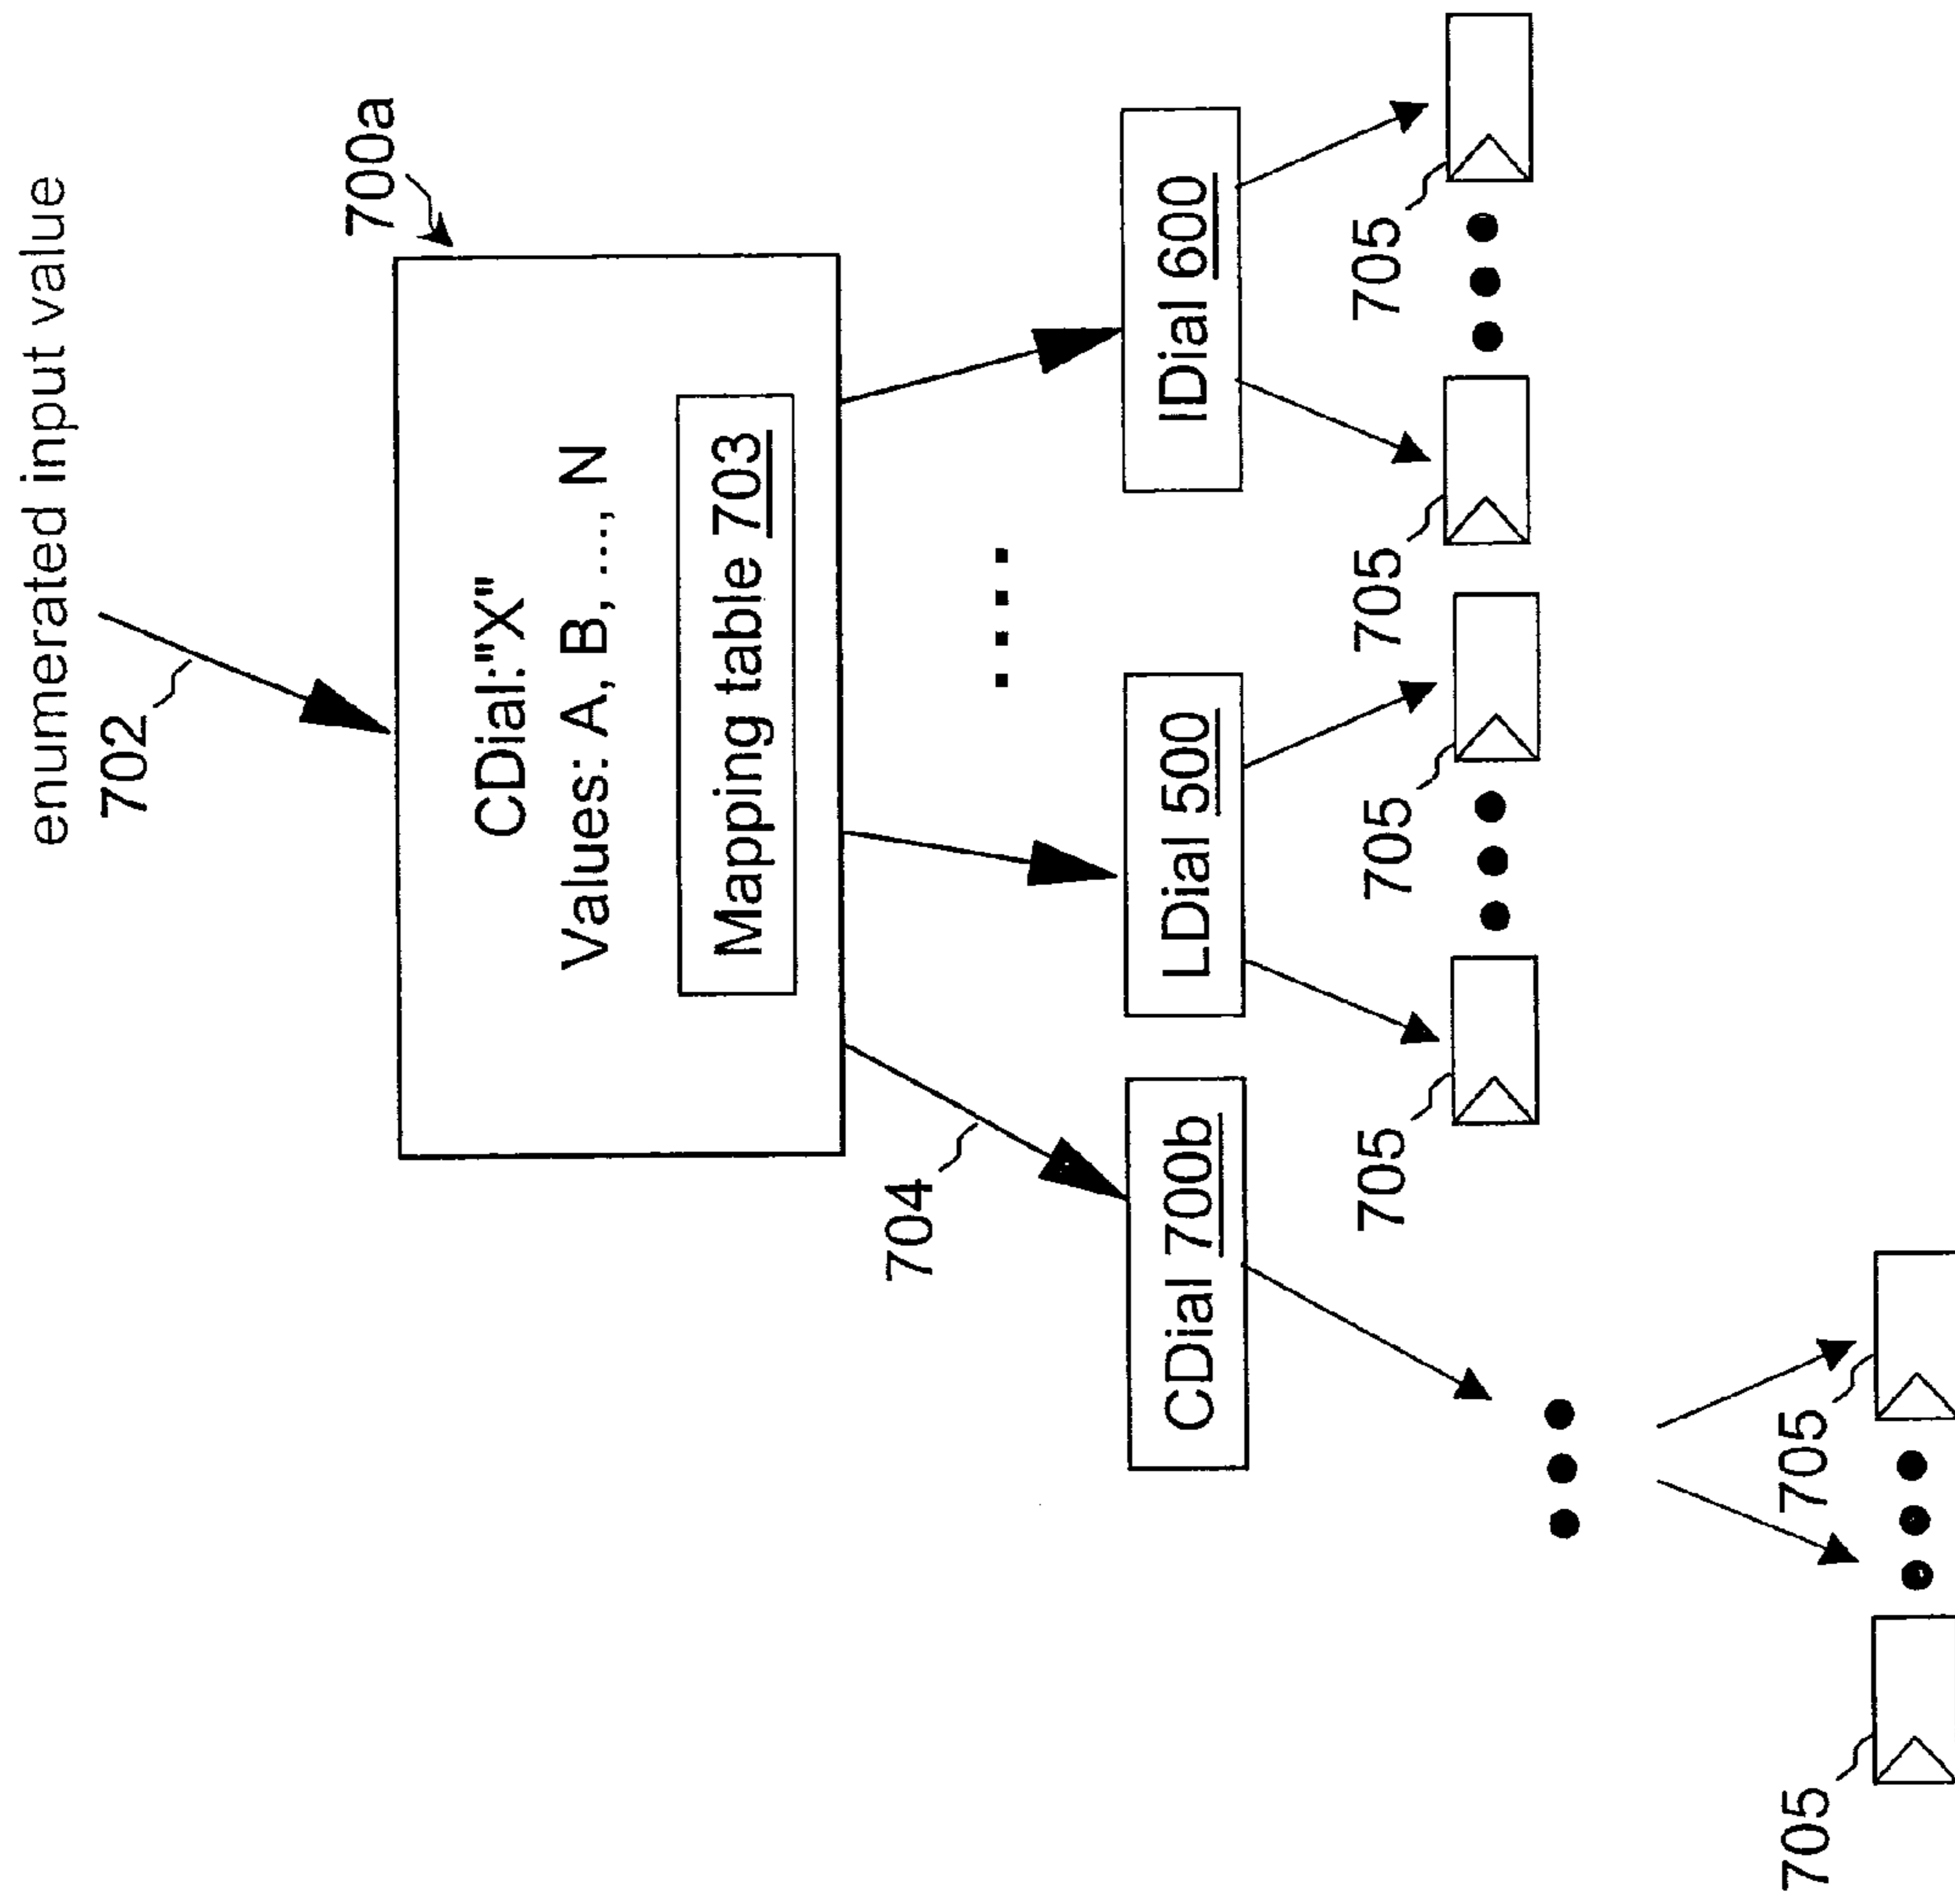 enumerated input value
702
700a
CDial:"X"
Values: A, B, ..., N
Mapping table 703
704
CDial 700b
LDial 500
IDial 600
705
705
705
705
705
705